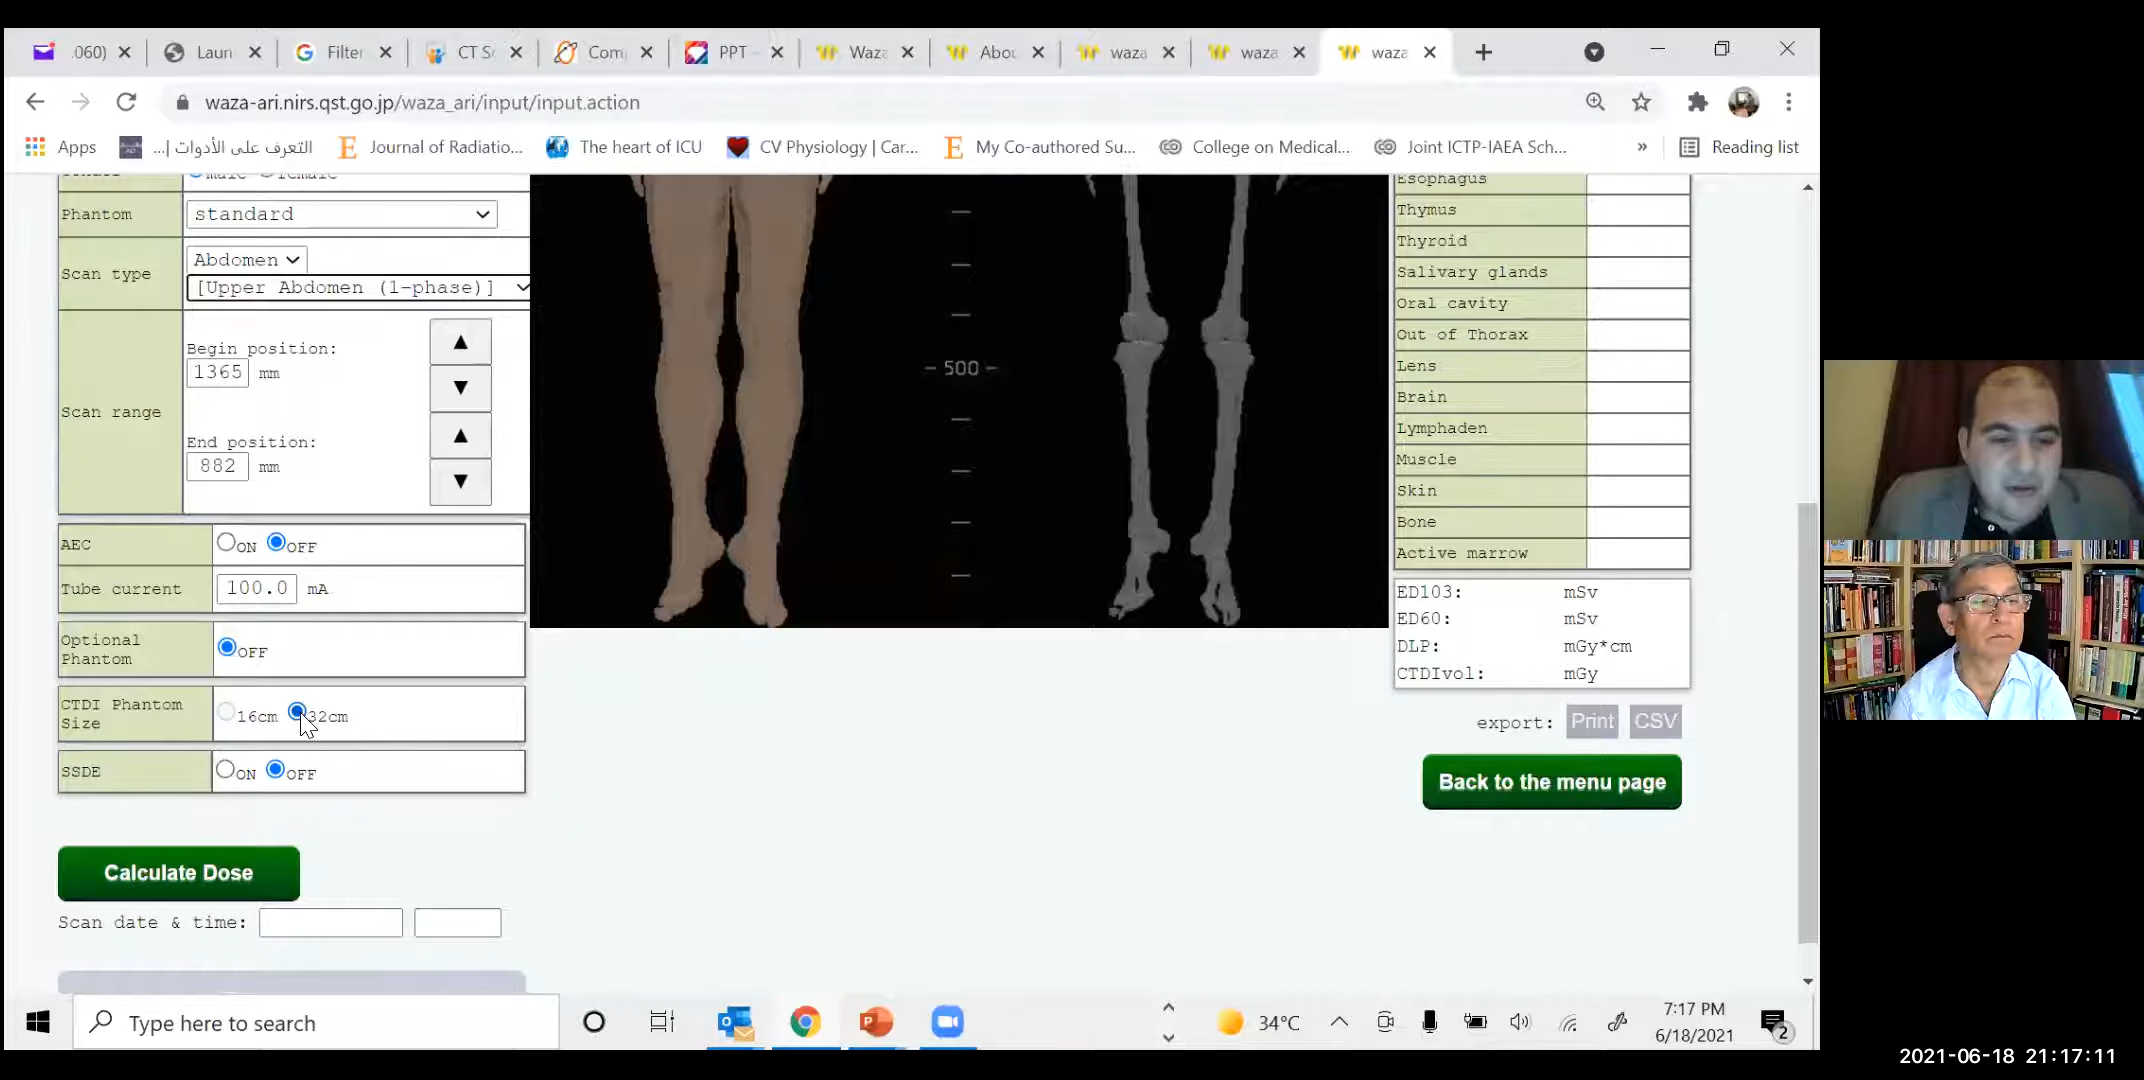 .060)
Laun
Filter
CT Sc
Com
PPT -
Waza
Abou
waza
waza
waza
waza-ari.nirs.qst.go.jp/waza_ari/input/input.action
Apps
التعرف على الأدوات |...
Journal of Radiatio...
The heart of ICU
CV Physiology | Car...
My Co-authored Su...
College on Medical...
Joint ICTP-IAEA Sch...
»
Reading list
male female
Phantom
standard
Scan type
Abdomen
[Upper Abdomen (1-phase)]
Scan range
Begin position:
1365 mm
End position:
882 mm
AEC
ON OFF
Tube current
100.0 mA
Optional
Phantom
OFF
CTDI Phantom
Size
16cm 32cm
SSDE
ON OFF
Calculate Dose
Scan date & time:
- 500 -
Esophagus
Thymus
Thyroid
Salivary glands
Oral cavity
Out of Thorax
Lens
Brain
Lymphaden
Muscle
Skin
Bone
Active marrow
ED103: mSv
ED60: mSv
DLP: mGy*cm
CTDIvol: mGy
export: Print CSV
Back to the menu page
Type here to search
34°C
7:17 PM
6/18/2021
2
2021-06-18 21:17:11